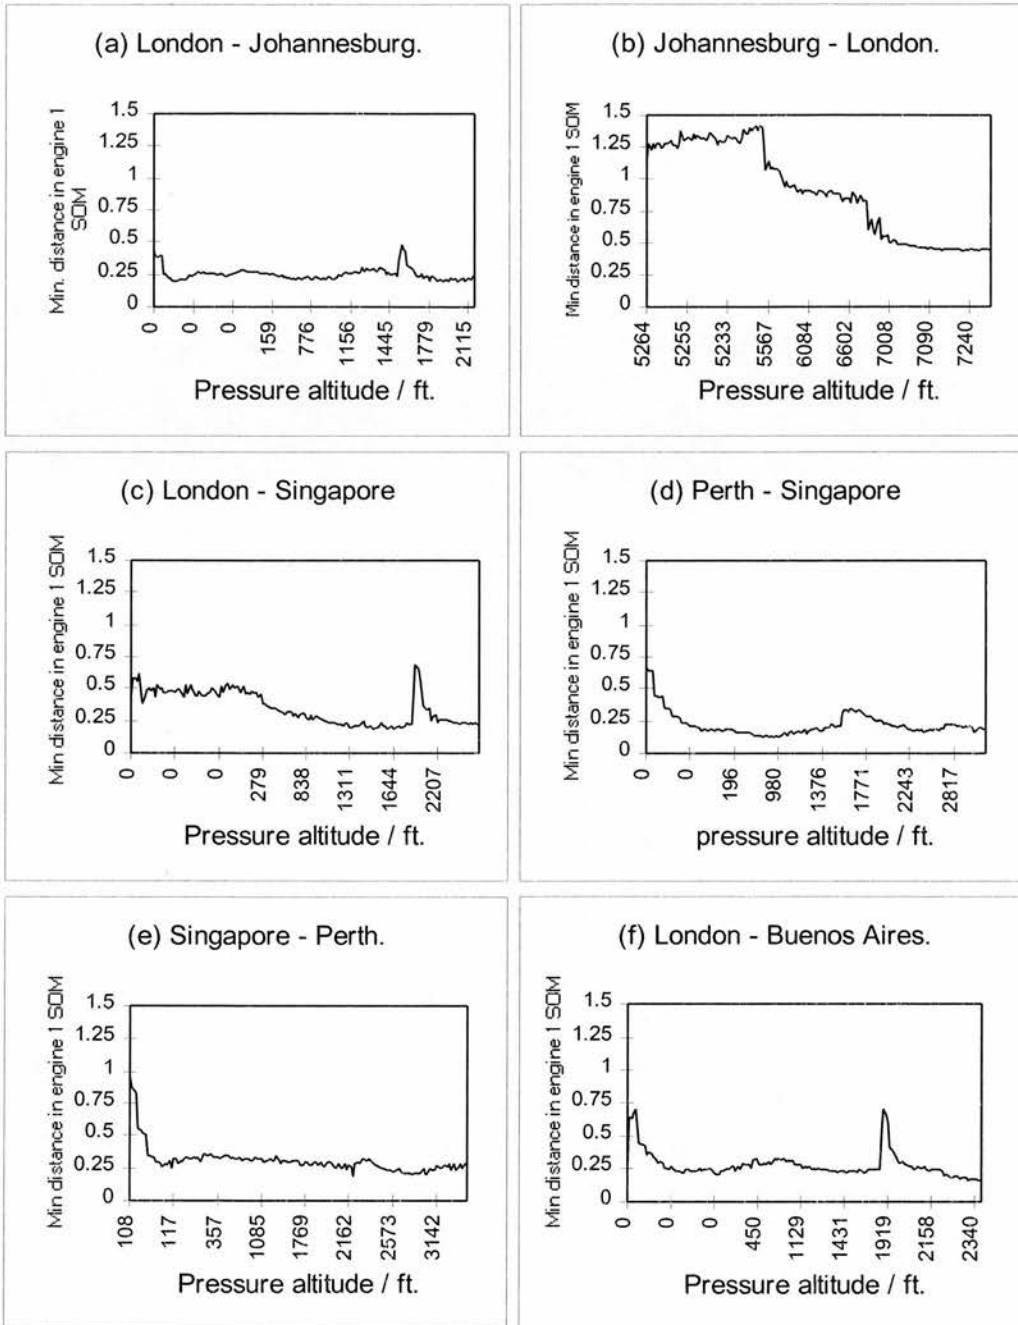 (a) London - Johannesburg.
Min. distance in engine 1
SOM
1.5
1.25
1
0.75
0.5
0.25
0
0 0 0 159 776 1156 1445 1779 2115
Pressure altitude / ft.
(b) Johannesburg - London.
Min distance in engine 1 SOM
1.5
1.25
1
0.75
0.5
0.25
0
5264 5255 5233 5567 6084 6602 7008 7090 7240
Pressure altitude / ft.
(c) London - Singapore
Min distance in engine 1 SOM
1.5
1.25
1
0.75
0.5
0.25
0
0 0 0 279 838 1311 1644 2207
Pressure altitude / ft.
(d) Perth - Singapore
Min distance in engine 1 SOM
1.5
1.25
1
0.75
0.5
0.25
0
0 0 196 980 1376 1771 2243 2817
pressure altitude / ft.
(e) Singapore - Perth.
Min distance in engine 1 SOM
1.5
1.25
1
0.75
0.5
0.25
0
108 117 357 1085 1769 2162 2573 3142
Pressure altitude / ft.
(f) London - Buenos Aires.
Min distance in engine 1 SOM
1.5
1.25
1
0.75
0.5
0.25
0
0 0 0 450 1129 1431 1919 2158 2340
Pressure altitude / ft.